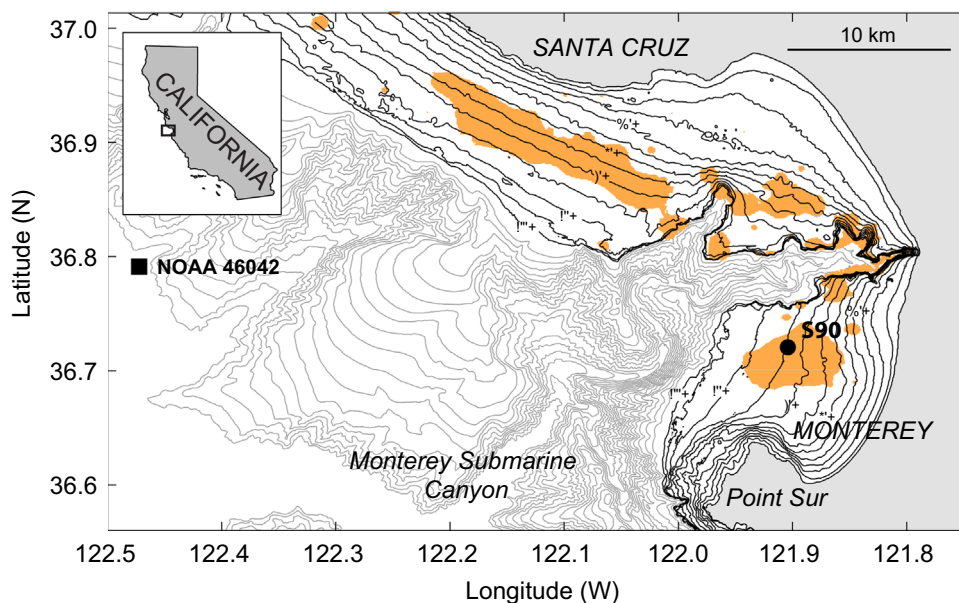 37.0
36.9
36.8
36.7
36.6
Latitude (N)
SANTA CRUZ
10 km
CALIFORNIA
%'+
*'+
)'+
!''+
!'"+
NOAA 46042
%'+
S90
!'"+
!''+
)'+
*'+
MONTEREY
Monterey Submarine
Canyon
Point Sur
122.5
122.4
122.3
122.2
122.1
122.0
121.9
121.8
Longitude (W)